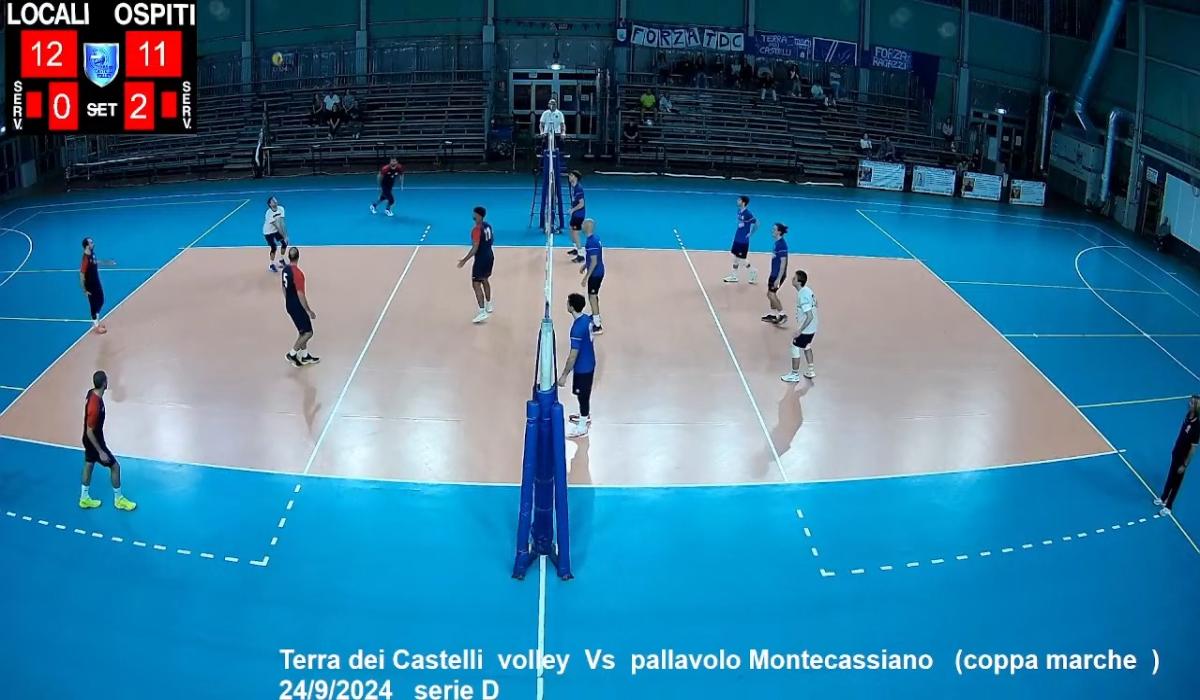 LOCALI OSPITI
12 11
SERV. 0 SET 2 SERV.
FORZA TDC
TERRA DEI CASTELLI
FORZA RAGAZZI
Terra dei Castelli volley Vs pallavolo Montecassiano (coppa marche )
24/9/2024 serie D